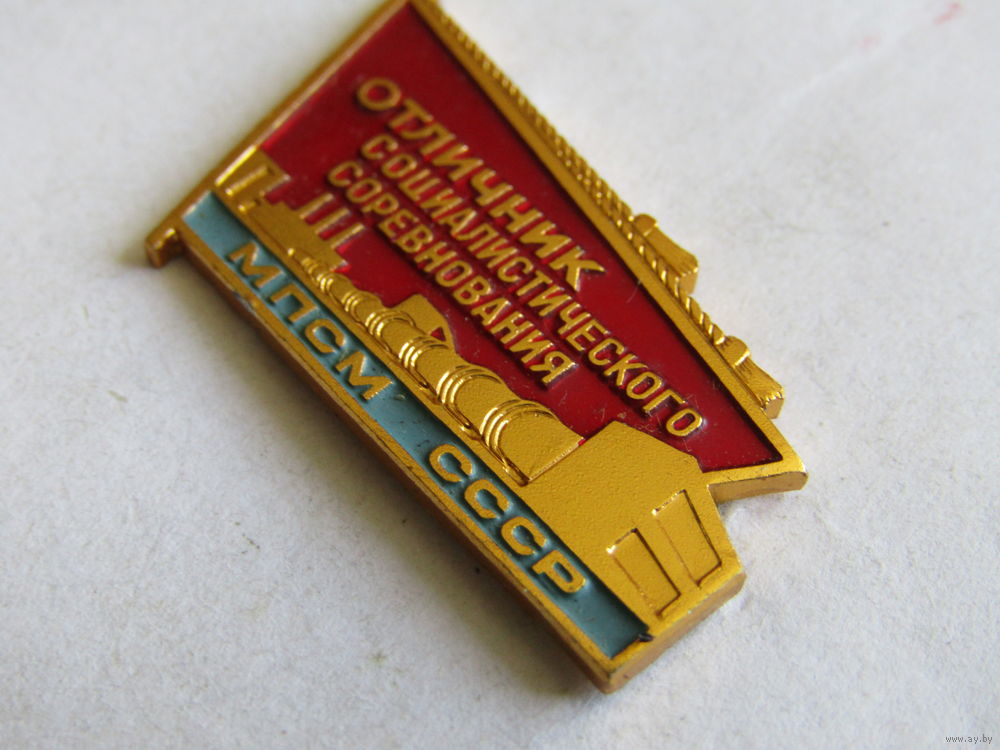 ОТЛИЧНИК
СОЦИАЛИСТИЧЕСКОГО
СОРЕВНОВАНИЯ
МПСМ СССР
www.ay.by